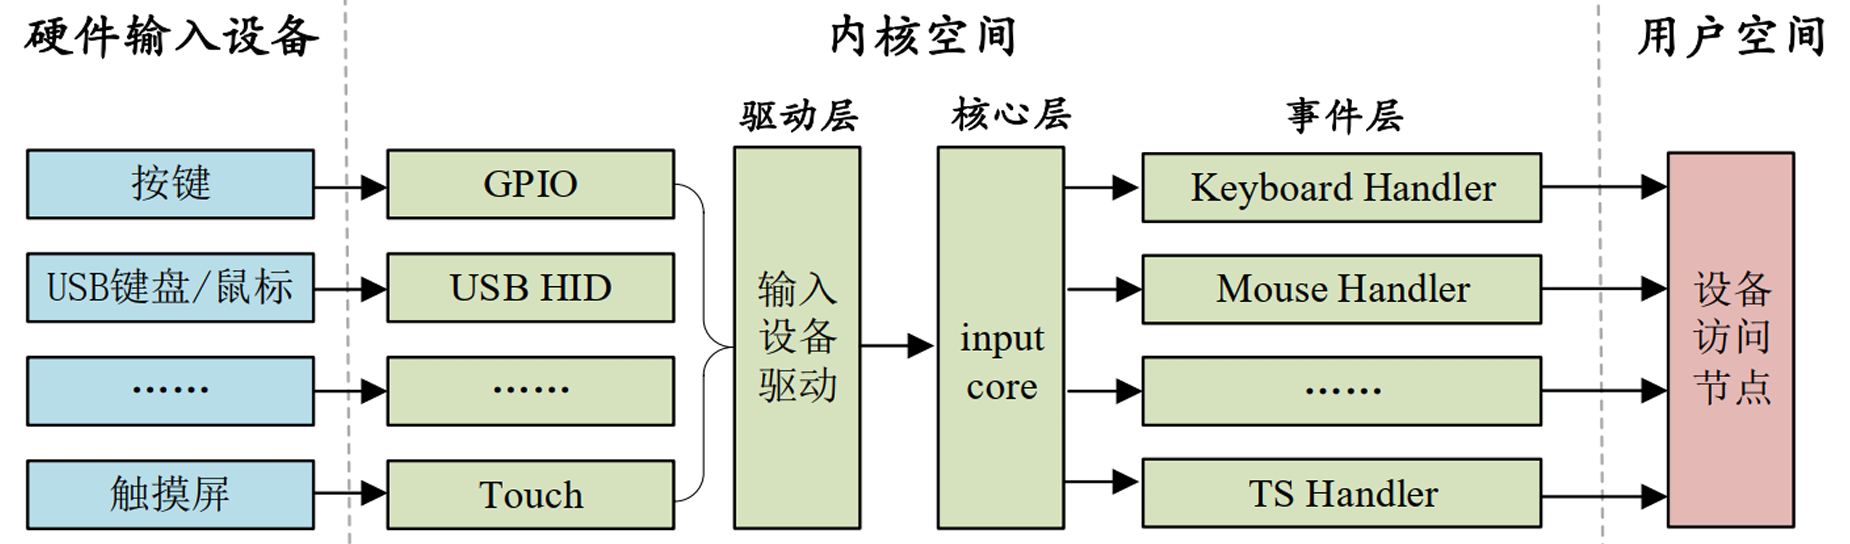 硬件输入设备
内核空间
用户空间
驱动层
核心层
事件层
按键
GPIO
Keyboard Handler
USB键盘/鼠标
USB HID
Mouse Handler
……
……
……
触摸屏
Touch
TS Handler
输入
设备
驱动
input
core
设备
访问
节点